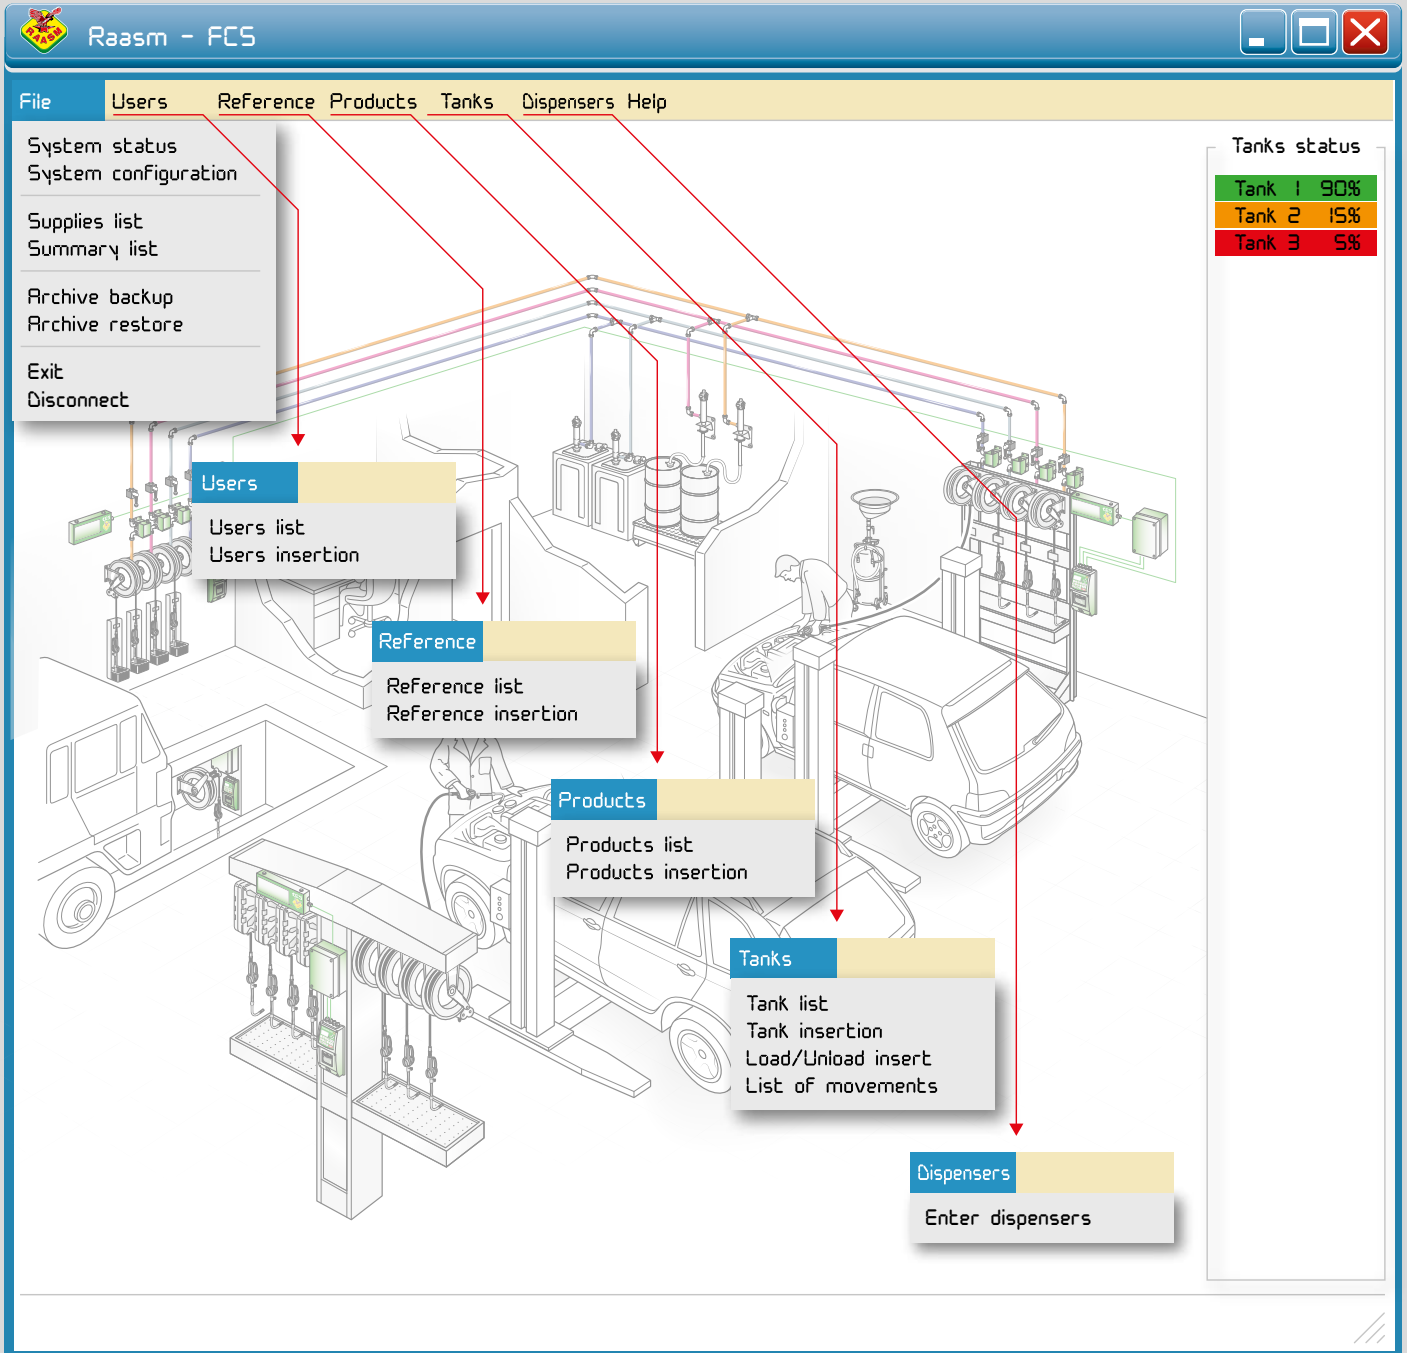 RAASM
Raasm - FCS
File Users Reference Products Tanks Dispensers Help
System status
System configuration
Supplies list
Summary list
Archive backup
Archive restore
Exit
Disconnect
Tanks status
Tank 1 90%
Tank 2 15%
Tank 3 5%
Users
Users list
Users insertion
Reference
Reference list
Reference insertion
Products
Products list
Products insertion
Tanks
Tank list
Tank insertion
Load/Unload insert
List of movements
Dispensers
Enter dispensers